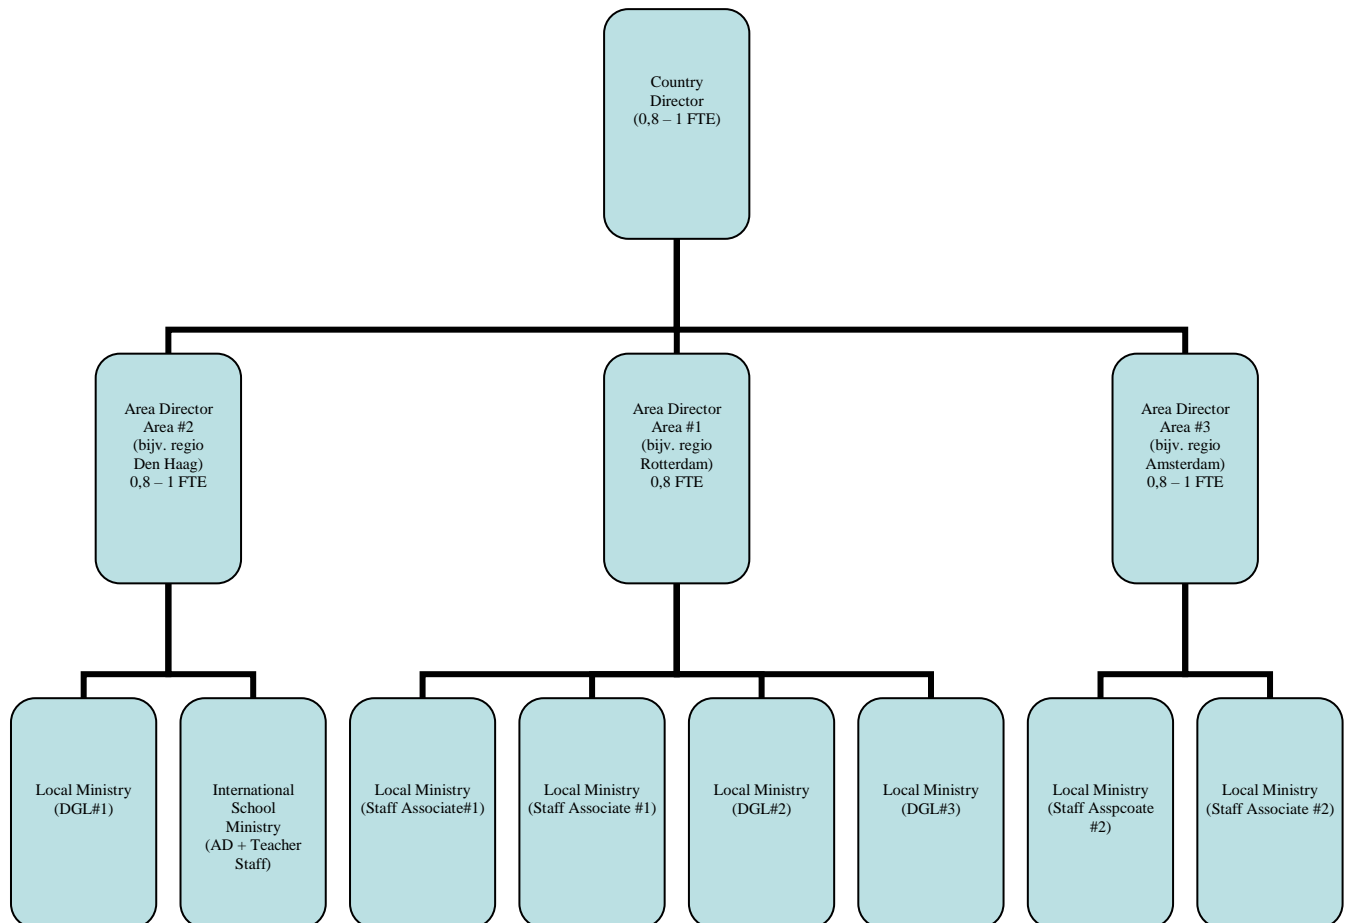 Country
Director
(0,8 – 1 FTE)
Area Director
Area #2
(bijv. regio
Den Haag)
0,8 – 1 FTE
Area Director
Area #1
(bijv. regio
Rotterdam)
0,8 FTE
Area Director
Area #3
(bijv. regio
Amsterdam)
0,8 – 1 FTE
Local Ministry
(DGL#1)
International
School
Ministry
(AD + Teacher
Staff)
Local Ministry
(Staff Associate#1)
Local Ministry
(Staff Associate #1)
Local Ministry
(DGL#2)
Local Ministry
(DGL#3)
Local Ministry
(Staff Asspcoate
#2)
Local Ministry
(Staff Associate #2)